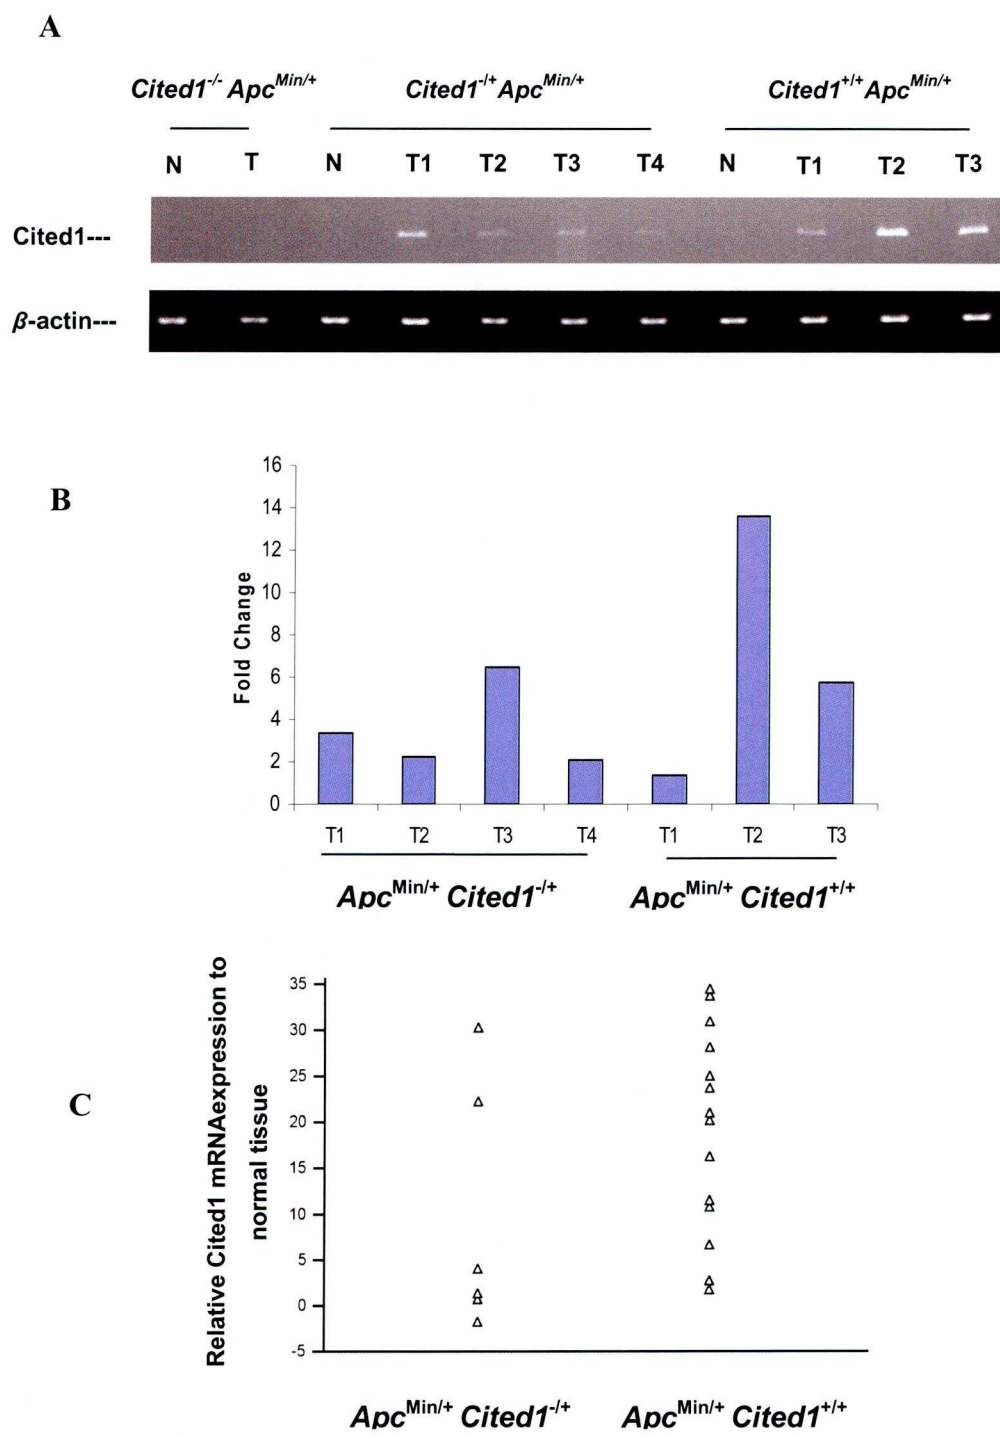 A
Cited1-/- ApcMin/+ Cited1-/+ApcMin/+ Cited1+/+ApcMin/+
N T N T1 T2 T3 T4 N T1 T2 T3
Cited1---
β-actin---
B
Fold Change
16
14
12
10
8
6
4
2
0
T1 T2 T3 T4 T1 T2 T3
ApcMin/+ Cited1-/+ ApcMin/+ Cited1+/+
C
Relative Cited1 mRNAexpression to
normal tissue
35
30
25
20
15
10
5
0
-5
ApcMin/+ Cited1-/+ ApcMin/+ Cited1+/+